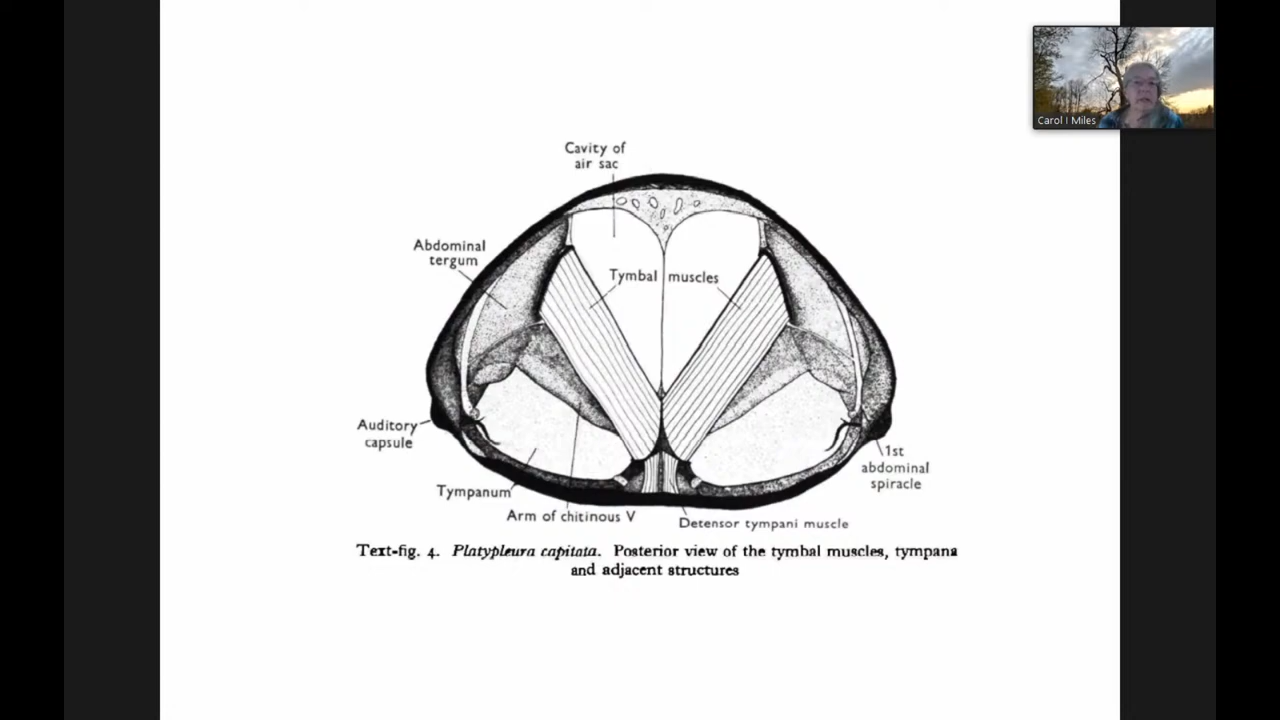 Carol I Miles
Cavity of
air sac
Abdominal
tergum
Tymbal muscles
Auditory
capsule
1st
abdominal
spiracle
Tympanum
Arm of chitinous V
Detensor tympani muscle
Text-fig. 4. Platypleura capitata. Posterior view of the tymbal muscles, tympana
and adjacent structures